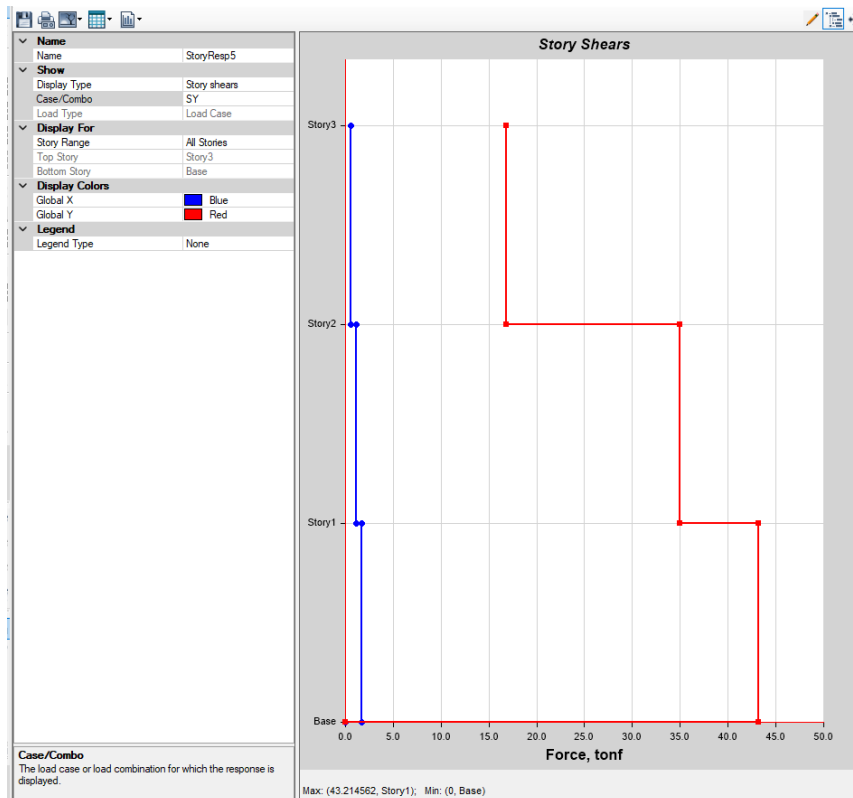 Name
Name StoryResp5
Show
Display Type Story shears
Case/Combo SY
Load Type Load Case
Display For
Story Range All Stories
Top Story Story3
Bottom Story Base
Display Colors
Global X Blue
Global Y Red
Legend
Legend Type None
Case/Combo
The load case or load combination for which the response is
displayed.
Story Shears
Story3
Story2
Story1
Base
0.0 5.0 10.0 15.0 20.0 25.0 30.0 35.0 40.0 45.0 50.0
Force, tonf
Max: (43.214562, Story1); Min: (0, Base)